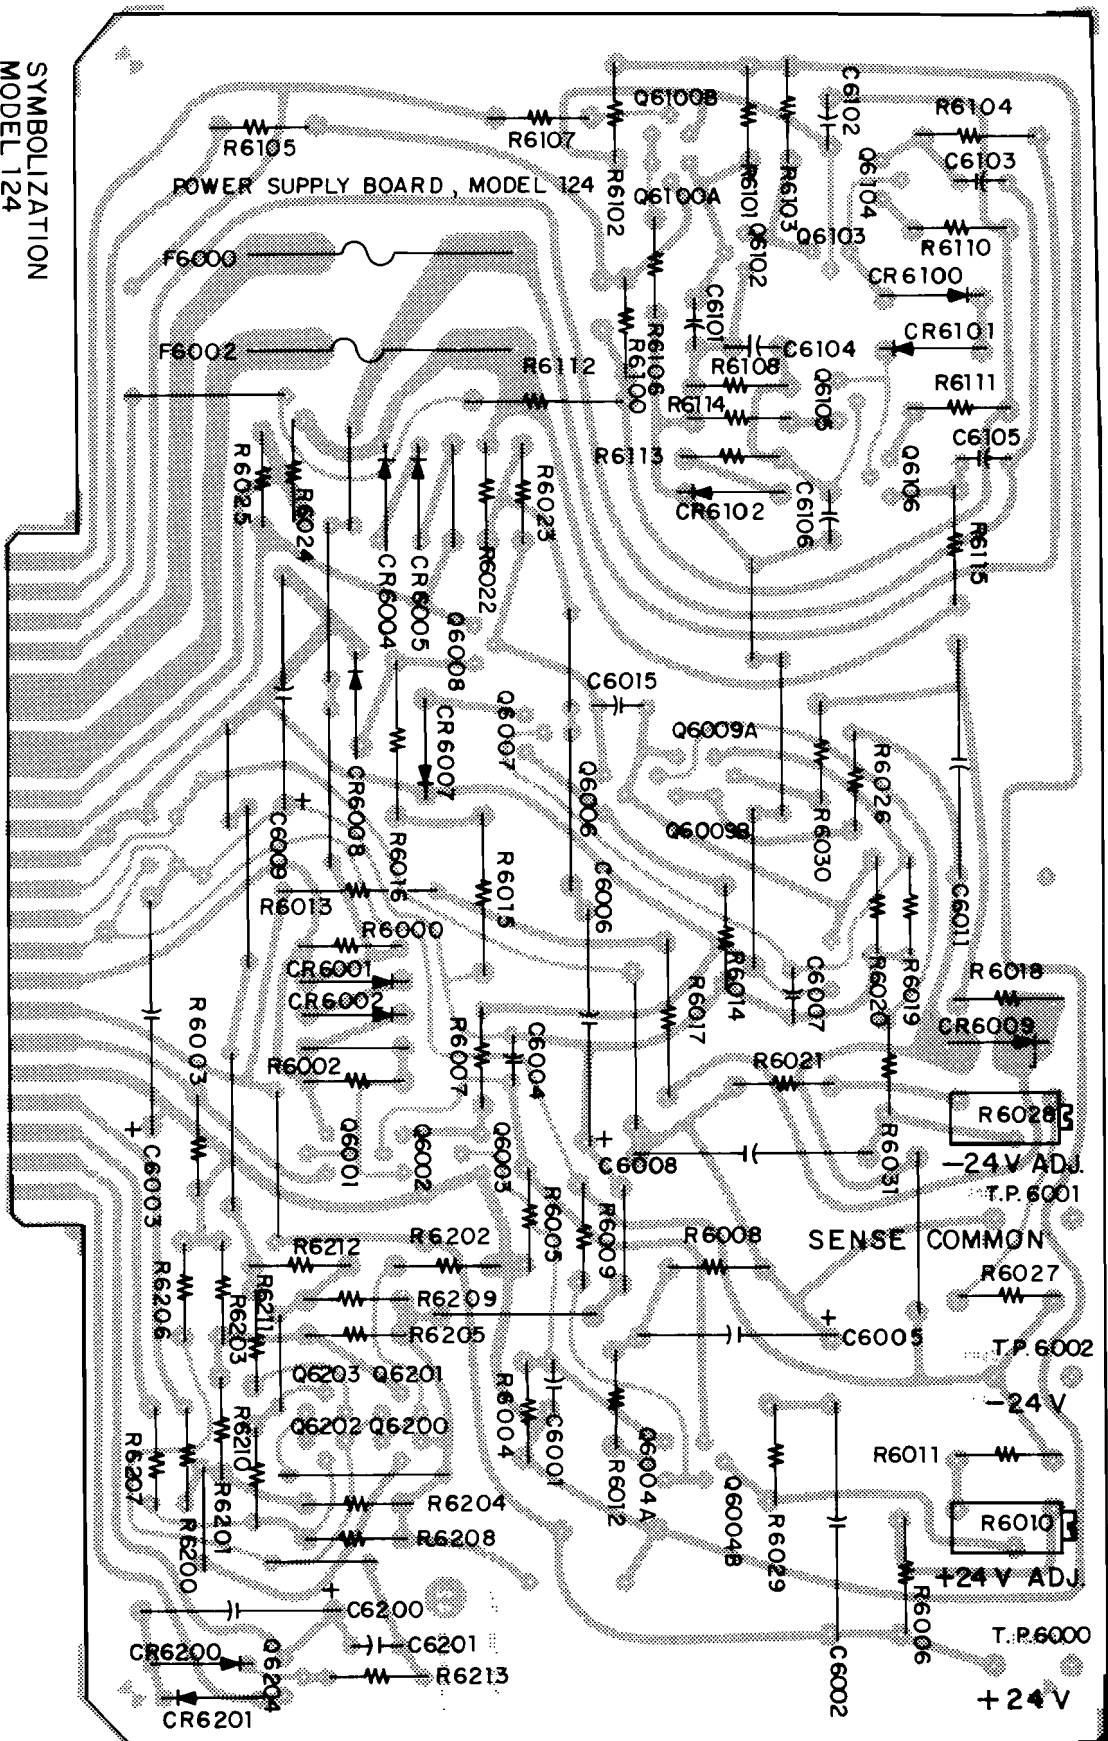 SYMBOLIZATION
MODEL 124
Q6100B
C6102
R6104
R6107
R6105
C6103
POWER SUPPLY BOARD, MODEL 124
R6102
Q6100A
R6101
R6103
Q6104
Q6102
Q6103
R6110
F6000
CR6100
C6101
CR6101
F6002
R6106
R6100
C6104
R6112
R6108
Q6105
R6111
R6114
C6105
R6113
Q6106
R6025
R6024
R6023
CR6102
C6106
R6115
R6022
CR6004
CR6005
Q6008
C6015
Q6007
Q6009A
CR6007
R6026
CR6008
Q6006
Q6009B
R6030
C6009
+
R6016
R6015
R6013
C6006
C6011
R6000
CR6001
CR6002
R6014
C6007
R6020
R6019
R6018
R6003
R6017
CR6009
R6002
R6007
C6004
R6021
R6028
+
C6003
Q6001
Q6002
Q6003
+
C6008
R6031
-24V ADJ.
T.P. 6001
R6005
R6009
R6212
R6202
R6008
SENSE COMMON
R6027
R6206
R6203
R6211
R6209
R6205
+
C6005
T.P. 6002
Q6203
Q6201
-24V
R6004
C6001
Q6202
Q6200
R6207
R6210
R6012
Q6004A
Q6004B
R6029
R6011
R6201
R6200
R6204
R6010
R6208
+24V ADJ.
R6006
+
C6200
T.P. 6000
C6201
CR6200
Q6204
R6213
C6002
+24V
CR6201